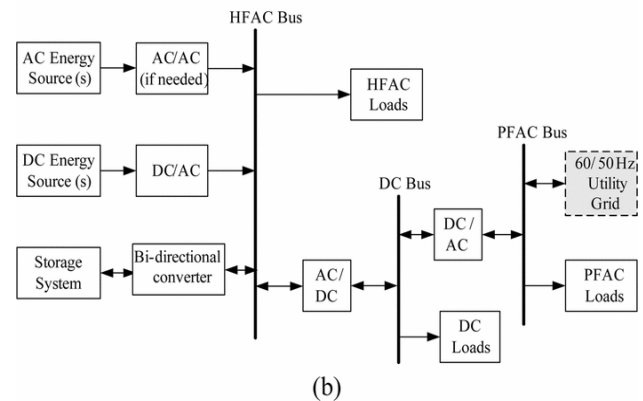 HFAC Bus
AC Energy
Source (s)
AC/AC
(if needed)
HFAC
Loads
PFAC Bus
DC Energy
Source (s)
DC/AC
DC Bus
60/50 Hz
Utility
Grid
DC /
AC
Storage
System
Bi-directional
converter
AC/
DC
PFAC
Loads
DC
Loads
(b)